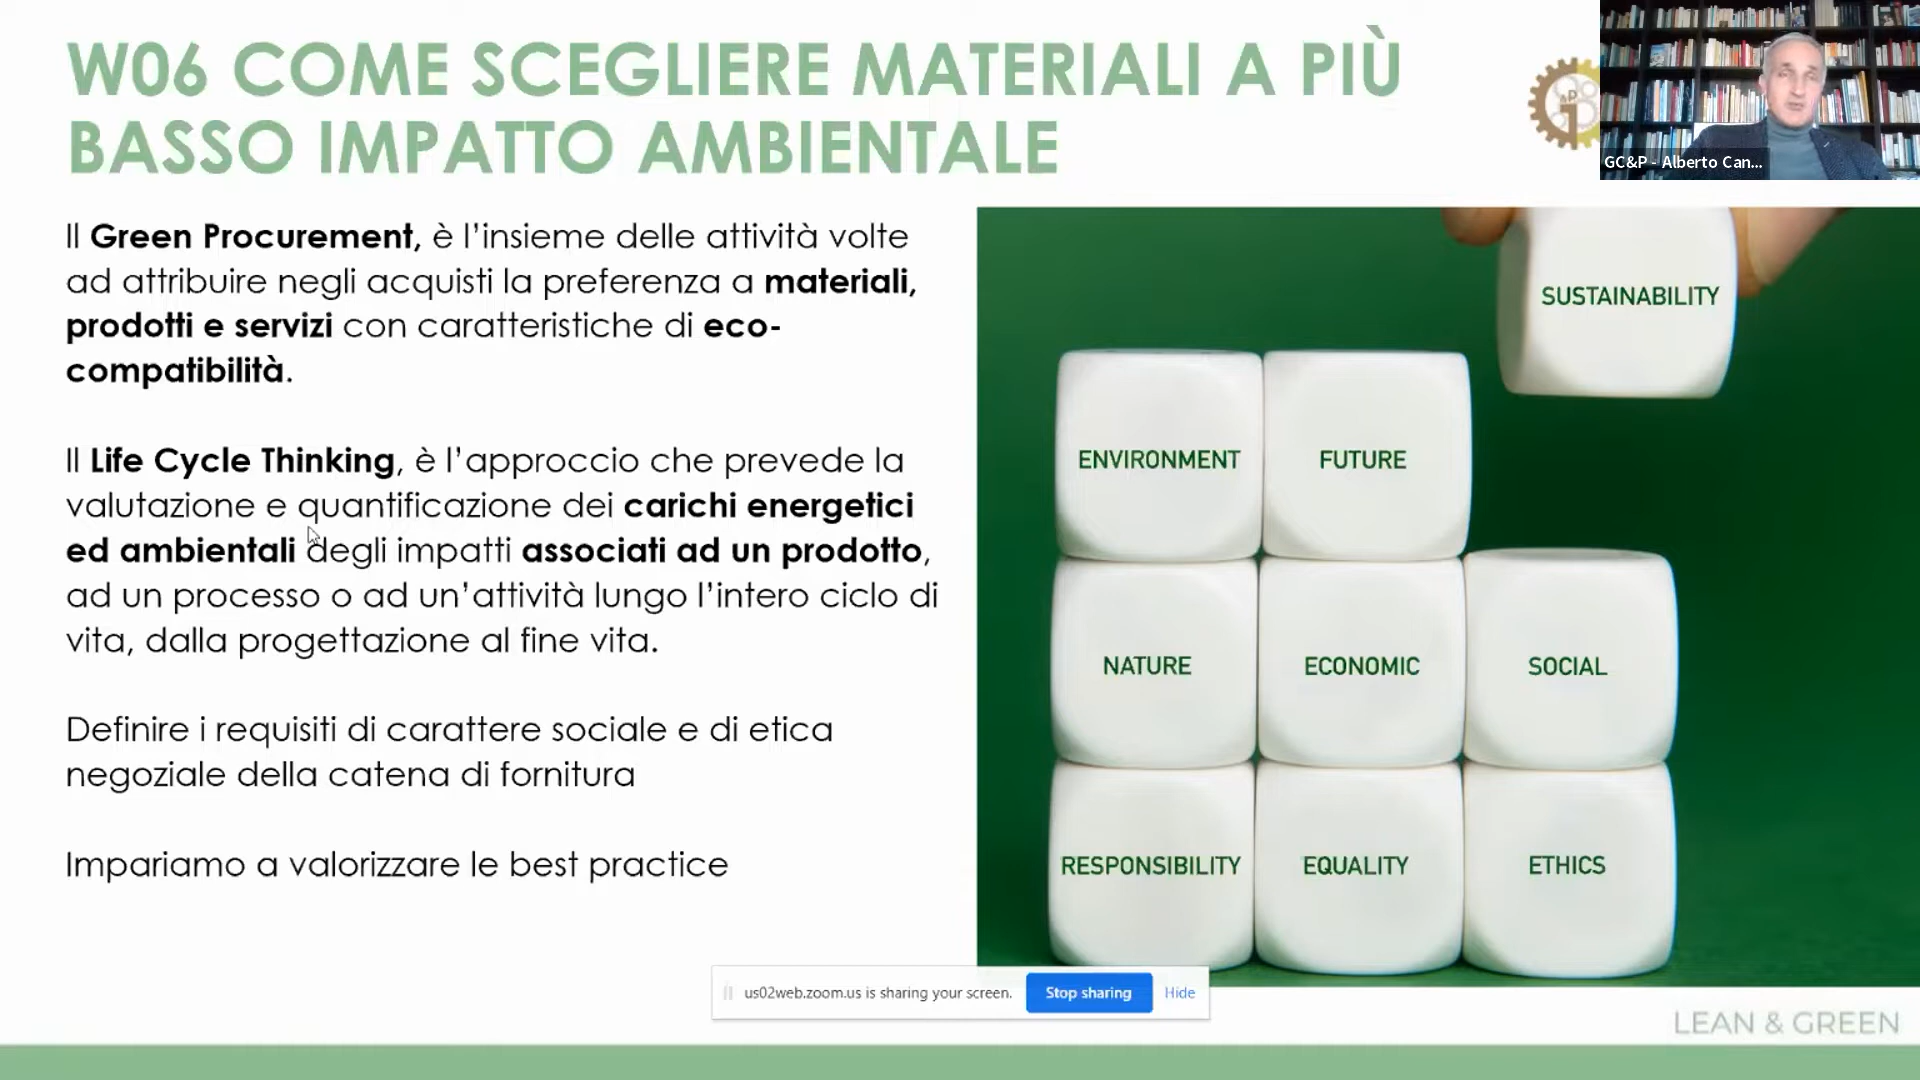 W06 COME SCEGLIERE MATERIALI A PIÙ
BASSO IMPATTO AMBIENTALE
GC&P - Alberto Can...
Il Green Procurement, è l’insieme delle attività volte
ad attribuire negli acquisti la preferenza a materiali,
prodotti e servizi con caratteristiche di eco-
compatibilità.
Il Life Cycle Thinking, è l’approccio che prevede la
valutazione e quantificazione dei carichi energetici
ed ambientali degli impatti associati ad un prodotto,
ad un processo o ad un’attività lungo l’intero ciclo di
vita, dalla progettazione al fine vita.
Definire i requisiti di carattere sociale e di etica
negoziale della catena di fornitura
Impariamo a valorizzare le best practice
SUSTAINABILITY
ENVIRONMENT FUTURE
NATURE ECONOMIC SOCIAL
RESPONSIBILITY EQUALITY ETHICS
us02web.zoom.us is sharing your screen. Stop sharing Hide
LEAN & GREEN